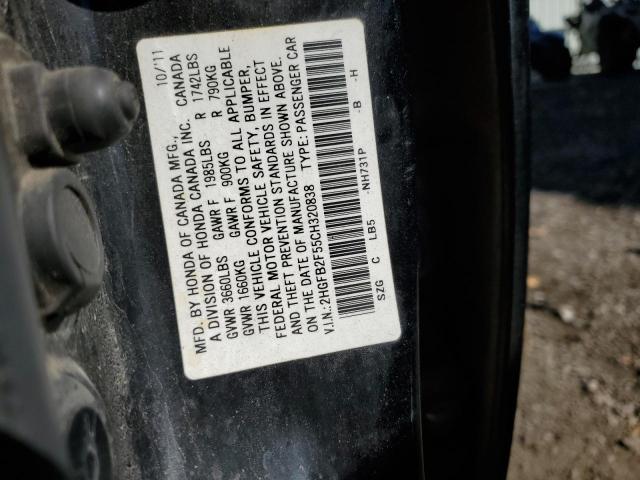 MFD. BY HONDA OF CANADA MFG., 10/11
A DIVISION OF HONDA CANADA INC. CANADA
GVWR 3660LBS GAWR F 1985LBS R 1742LBS
GVWR 1660KG GAWR F 900KG R 790KG
THIS VEHICLE CONFORMS TO ALL APPLICABLE
FEDERAL MOTOR VEHICLE SAFETY, BUMPER,
AND THEFT PREVENTION STANDARDS IN EFFECT
ON THE DATE OF MANUFACTURE SHOWN ABOVE.
V.I.N.:2HGFB2F55CH320838 TYPE: PASSENGER CAR
SZG C LB5 -NH731P -B -H